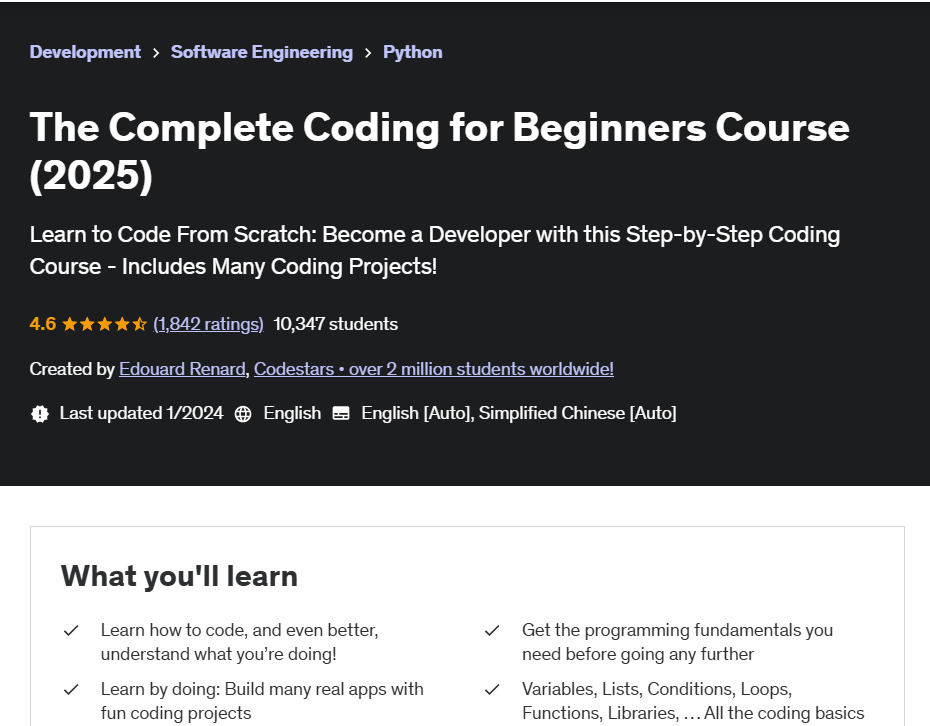 Development > Software Engineering > Python
The Complete Coding for Beginners Course
(2025)
Learn to Code From Scratch: Become a Developer with this Step-by-Step Coding
Course - Includes Many Coding Projects!
4.6 (1,842 ratings) 10,347 students
Created by Edouard Renard, Codestars • over 2 million students worldwide!
Last updated 1/2024 English English [Auto], Simplified Chinese [Auto]
What you'll learn
Learn how to code, and even better,
understand what you’re doing!
Get the programming fundamentals you
need before going any further
Learn by doing: Build many real apps with
fun coding projects
Variables, Lists, Conditions, Loops,
Functions, Libraries, … All the coding basics